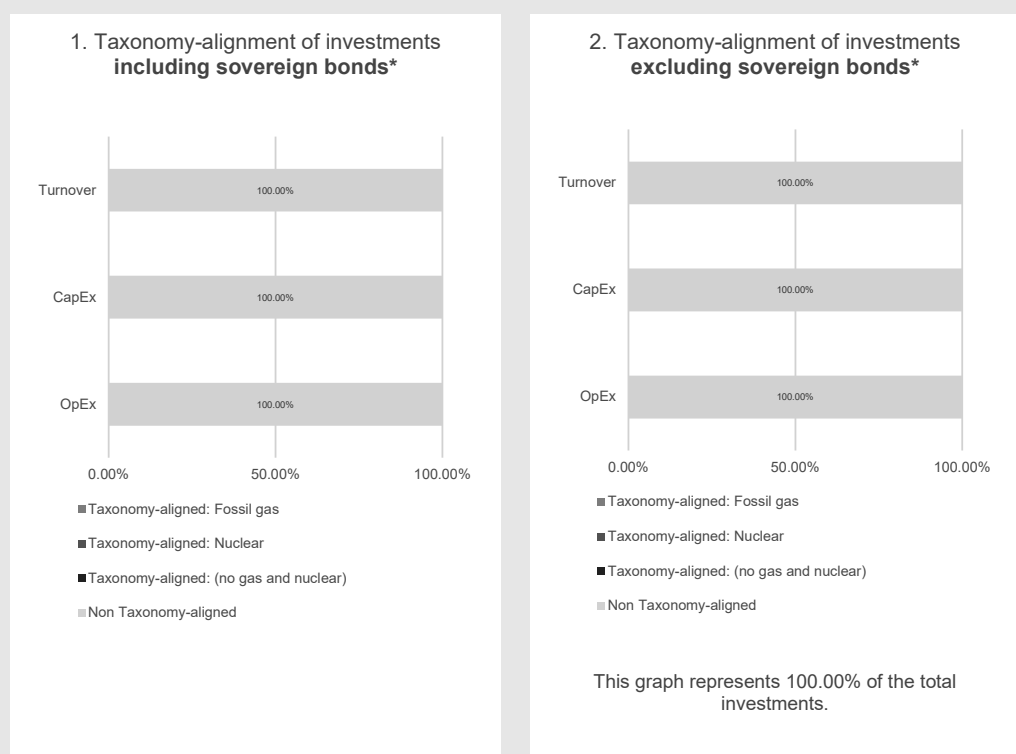 1. Taxonomy-alignment of investments
including sovereign bonds*
Turnover
100.00%
CapEx
100.00%
OpEx
100.00%
0.00% 50.00% 100.00%
Taxonomy-aligned: Fossil gas
Taxonomy-aligned: Nuclear
Taxonomy-aligned: (no gas and nuclear)
Non Taxonomy-aligned
2. Taxonomy-alignment of investments
excluding sovereign bonds*
Turnover
100.00%
CapEx
100.00%
OpEx
100.00%
0.00% 50.00% 100.00%
Taxonomy-aligned: Fossil gas
Taxonomy-aligned: Nuclear
Taxonomy-aligned: (no gas and nuclear)
Non Taxonomy-aligned
This graph represents 100.00% of the total
investments.